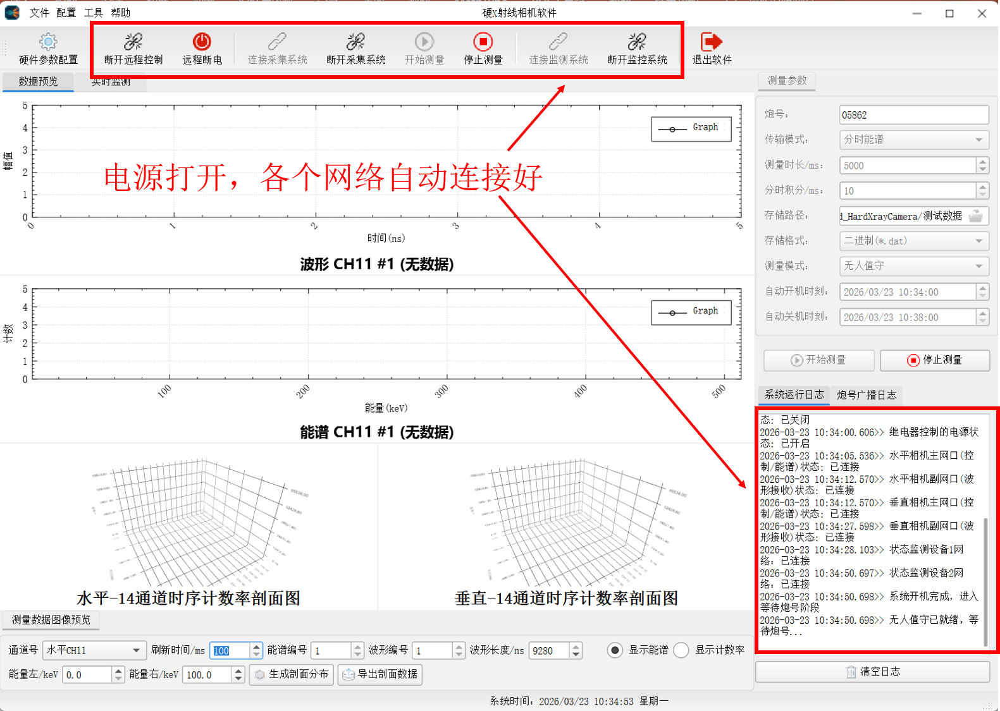 文件 配置 工具 帮助
硬X射线相机软件
硬件参数配置 断开远程控制 远程断电 连接采集系统 断开采集系统 开始测量 停止测量 连接监测系统 断开监控系统 退出软件
数据预览 实时监测
5
4
3
2
1
0
幅值
Graph
0 1 2 3 4 5
时间(ns)
电源打开，各个网络自动连接好
波形 CH11 #1 (无数据)
5
4
3
2
1
0
计数
Graph
100 200 300 400 500
能量(keV)
能谱 CH11 #1 (无数据)
水平-14通道时序计数率剖面图
垂直-14通道时序计数率剖面图
测量数据图像预览
通道号 水平CH11 刷新时间/ms 100 能谱编号 1 波形编号 1 波形长度/ns 9280 显示能谱 显示计数率
能量左/keV 0.0 能量右/keV 100.0 生成剖面分布 导出剖面数据
测量参数
炮号： 05862
传输模式： 分时能谱
测量时长/ms： 5000
分时积分/ms： 10
存储路径： d_HardXrayCamera/测试数据
存储格式： 二进制(*.dat)
测量模式： 无人值守
自动开机时刻： 2026/03/23 10:34:00
自动关机时刻： 2026/03/23 10:38:00
开始测量 停止测量
系统运行日志 炮号广播日志
态: 已关闭
2026-03-23 10:34:00.606>> 继电器控制的电源状
态: 已开启
2026-03-23 10:34:05.536>> 水平相机主网口(控
制/能谱)状态: 已连接
2026-03-23 10:34:12.570>> 水平相机副网口(波
形接收)状态: 已连接
2026-03-23 10:34:12.570>> 垂直相机主网口(控
制/能谱)状态: 已连接
2026-03-23 10:34:27.598>> 垂直相机副网口(波
形接收)状态: 已连接
2026-03-23 10:34:28.103>> 状态监测设备1网
络: 已连接
2026-03-23 10:34:50.697>> 状态监测设备2网
络: 已连接
2026-03-23 10:34:50.698>> 系统开机完成, 进入
等待炮号阶段
2026-03-23 10:34:50.698>> 无人值守已就绪, 等
待炮号...
清空日志
系统时间: 2026/03/23 10:34:53 星期一